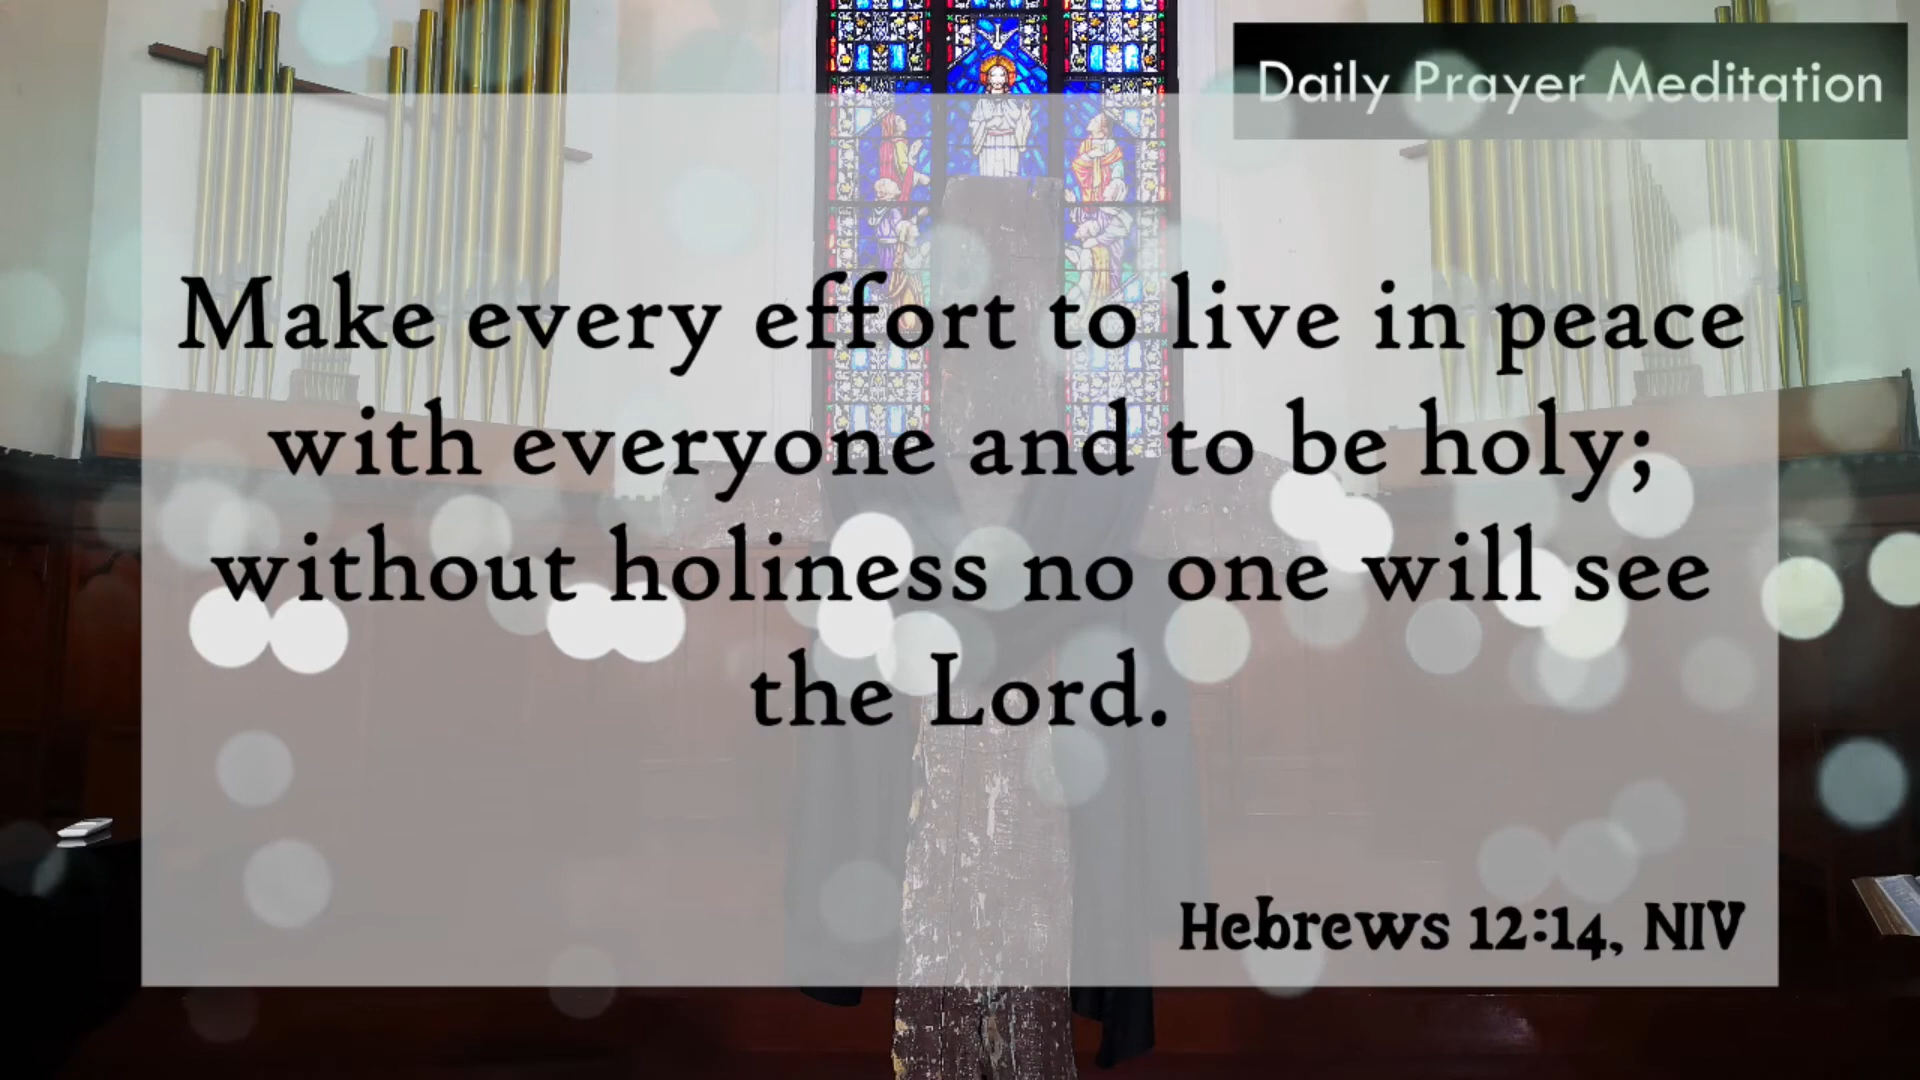 Daily Prayer Meditation
Make every effort to live in peace
with everyone and to be holy;
without holiness no one will see
the Lord.
Hebrews 12:14, NIV